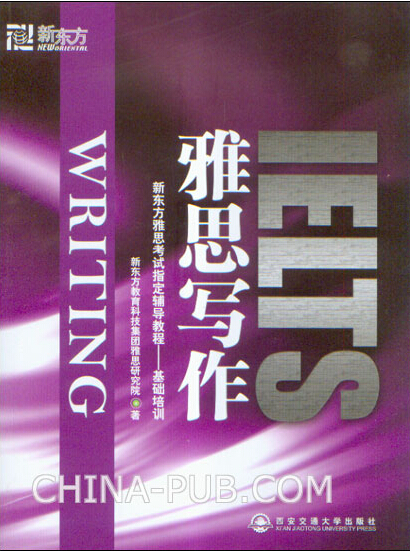 新东方
NEW ORIENTAL
IELTS
雅思写作
新东方雅思考试指定辅导教程——基础培训
新东方教育科技集团雅思研究院 著
WRITING
CHINA-PUB.COM
西安交通大学出版社
XI'AN JIAOTONG UNIVERSITY PRESS